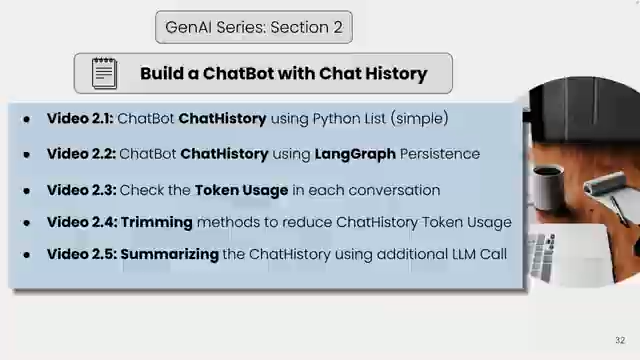 GenAI Series: Section 2
Build a ChatBot with Chat History
• Video 2.1: ChatBot ChatHistory using Python List (simple)
• Video 2.2: ChatBot ChatHistory using LangGraph Persistence
• Video 2.3: Check the Token Usage in each conversation
• Video 2.4: Trimming methods to reduce ChatHistory Token Usage
• Video 2.5: Summarizing the ChatHistory using additional LLM Call
32